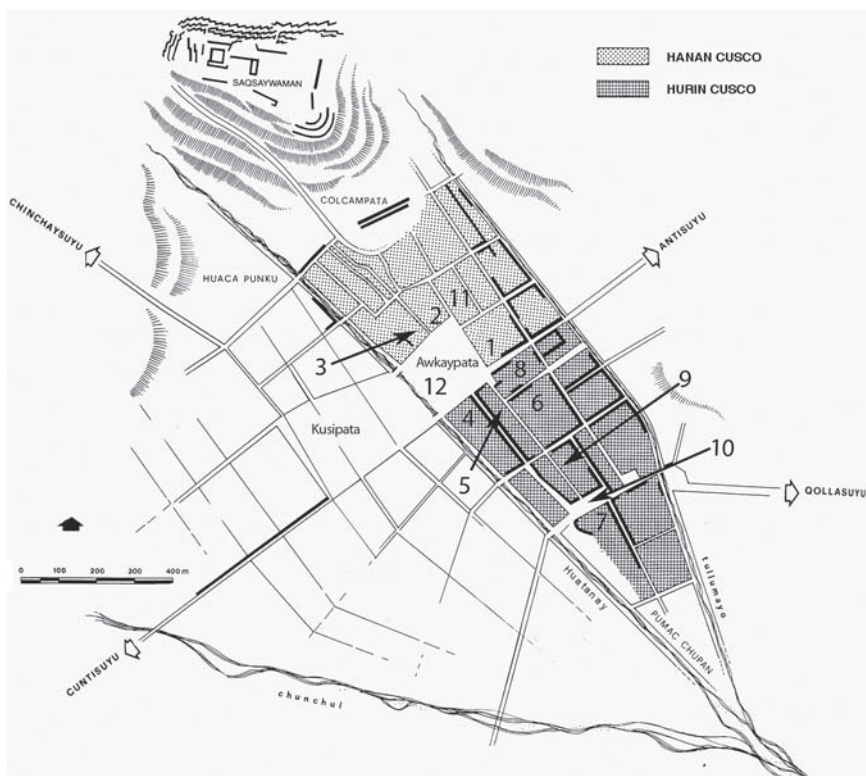 HANAN CUSCO
HURIN CUSCO
SAQSAYWAMAN
COLCAMPATA
CHINCHAYSUYU
ANTISUYU
HUACA PUNKU
11
2
1
3
Awkaypata
8
12
9
6
4
Kusipata
10
5
QOLLASUYU
7
0 100 200 300 400 m
Huatanay
tullumayo
PUMAC CHUPAN
CUNTISUYU
chunchul